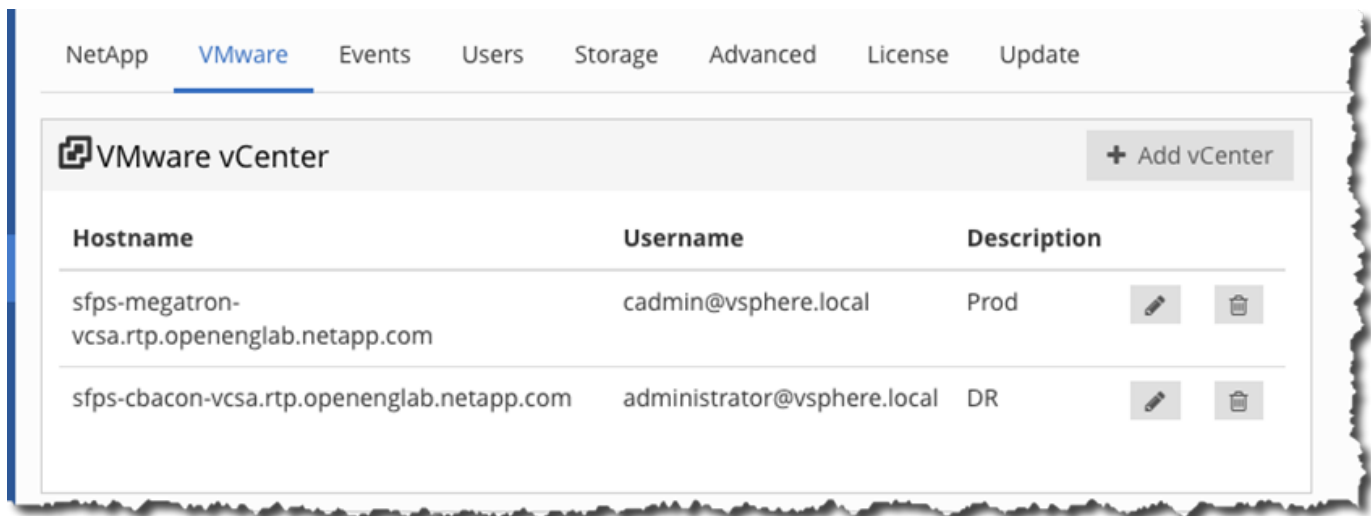 NetApp VMware Events Users Storage Advanced License Update
VMware vCenter + Add vCenter
Hostname Username Description
sfps-megatron- cadmin@vsphere.local Prod
vcsa.rtp.openenglab.netapp.com
sfps-cbacon-vcsa.rtp.openenglab.netapp.com administrator@vsphere.local DR